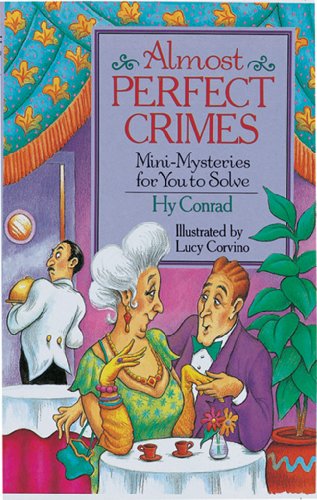 Almost
PERFECT
CRIMES
Mini-Mysteries
for You to Solve
Hy Conrad
Illustrated by
Lucy Corvino